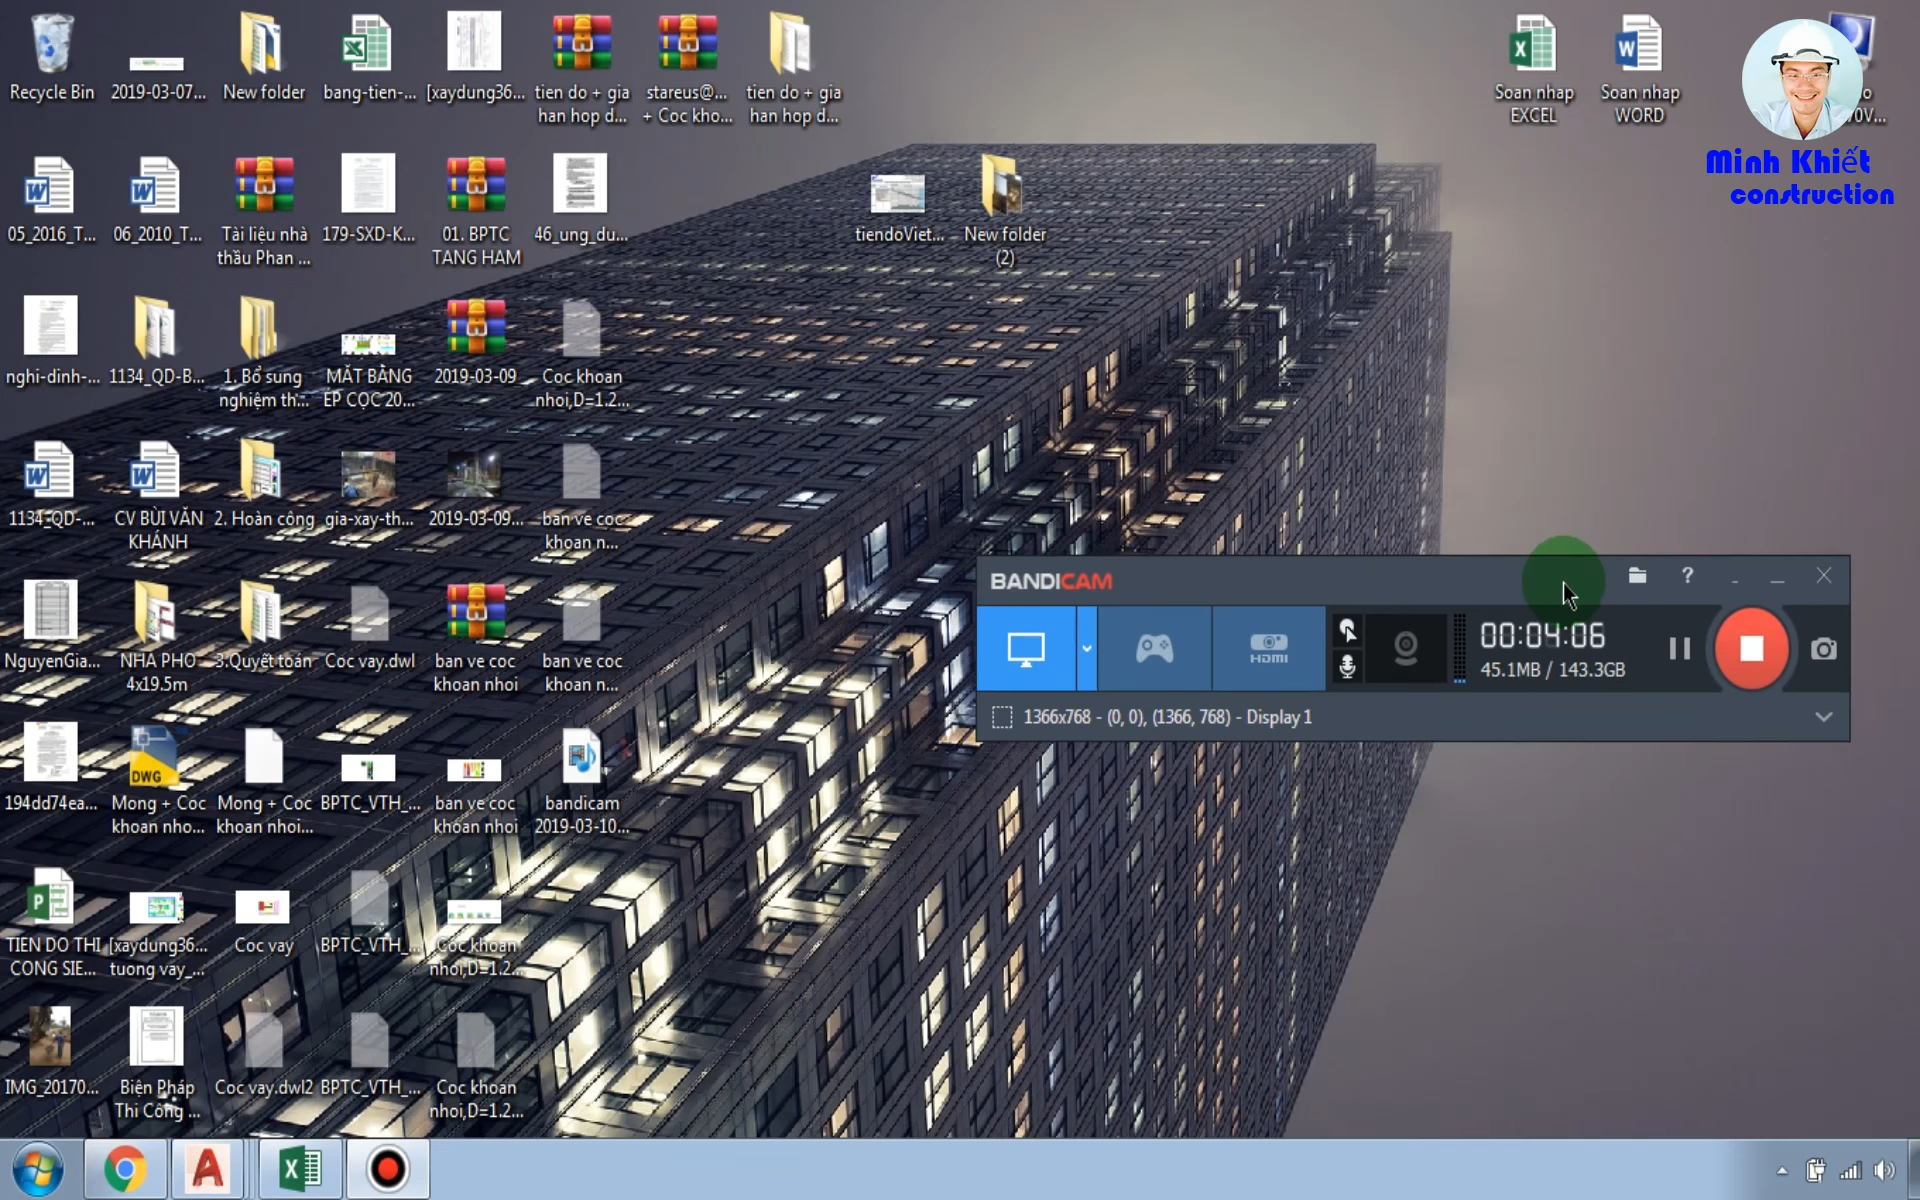 Recycle Bin
2019-03-07...
New folder
bang-tien-...
[xaydung36...
tien do + gia
han hop d...
stareus@...
+ Coc kho...
tien do + gia
han hop d...
Soan nhap
EXCEL
Soan nhap
WORD
Minh Khiết
construction
05_2016_T...
06_2010_T...
Tài liệu nhà
thầu Phan ...
179-SXD-K...
01. BPTC
TANG HAM
46_ung_du...
tiendoViet...
New folder
(2)
nghi-dinh-...
1134_QD-B...
1. Bổ sung
nghiệm th...
MẶT BẰNG
ÉP CỌC 20...
2019-03-09
Coc khoan
nhoi,D=1.2...
1134_QD-...
CV BÙI VĂN
KHÁNH
2. Hoàn công
gia-xay-th...
2019-03-09...
ban ve coc
khoan n...
NguyenGia...
NHA PHO
4x19.5m
3.Quyết toán
Coc vay.dwl
ban ve coc
khoan nhoi
ban ve coc
khoan n...
BANDICAM
?
HDMI
00:04:06
45.1MB / 143.3GB
1366x768 - (0, 0), (1366, 768) - Display 1
194dd74ea...
DWG
Mong + Coc
khoan nho...
Mong + Coc
khoan nhoi...
BPTC_VTH_...
ban ve coc
khoan nhoi
bandicam
2019-03-10...
TIEN DO THI
CONG SIE...
[xaydung36...
tuong vay_...
Coc vay
BPTC_VTH_...
Coc khoan
nhoi,D=1.2...
IMG_20170...
Biện Pháp
Thi Công ...
Coc vay.dwl2
BPTC_VTH_...
Coc khoan
nhoi,D=1.2...